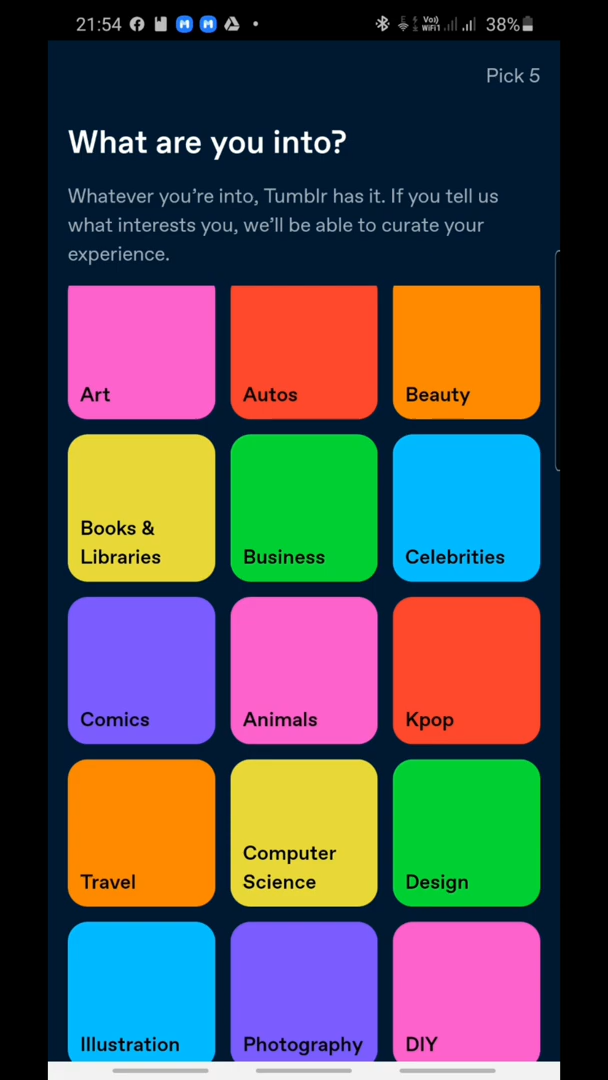 21:54
Vo)) WiFi1
38%
Pick 5
What are you into?
Whatever you're into, Tumblr has it. If you tell us
what interests you, we'll be able to curate your
experience.
Art
Autos
Beauty
Books &
Libraries
Business
Celebrities
Comics
Animals
Kpop
Travel
Computer
Science
Design
Illustration
Photography
DIY